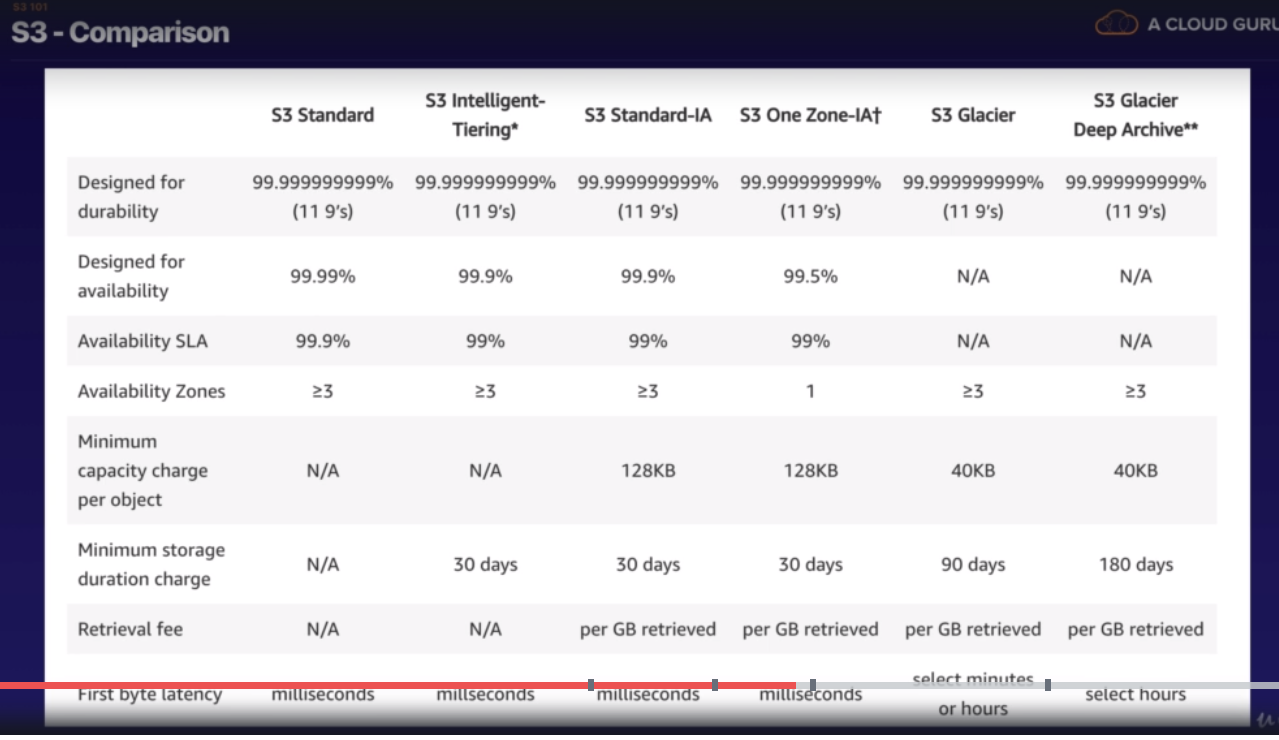 S3 101
S3 - Comparison
A CLOUD GURU
S3 Standard
S3 Intelligent-
Tiering*
S3 Standard-IA
S3 One Zone-IA†
S3 Glacier
S3 Glacier
Deep Archive**
Designed for
durability
99.999999999%
(11 9's)
99.999999999%
(11 9's)
99.999999999%
(11 9's)
99.999999999%
(11 9's)
99.999999999%
(11 9's)
99.999999999%
(11 9's)
Designed for
availability
99.99%
99.9%
99.9%
99.5%
N/A
N/A
Availability SLA
99.9%
99%
99%
99%
N/A
N/A
Availability Zones
≥3
≥3
≥3
1
≥3
≥3
Minimum
capacity charge
per object
N/A
N/A
128KB
128KB
40KB
40KB
Minimum storage
duration charge
N/A
30 days
30 days
30 days
90 days
180 days
Retrieval fee
N/A
N/A
per GB retrieved
per GB retrieved
per GB retrieved
per GB retrieved
First byte latency
milliseconds
millseconds
milliseconds
milliseconds
select minutes
or hours
select hours